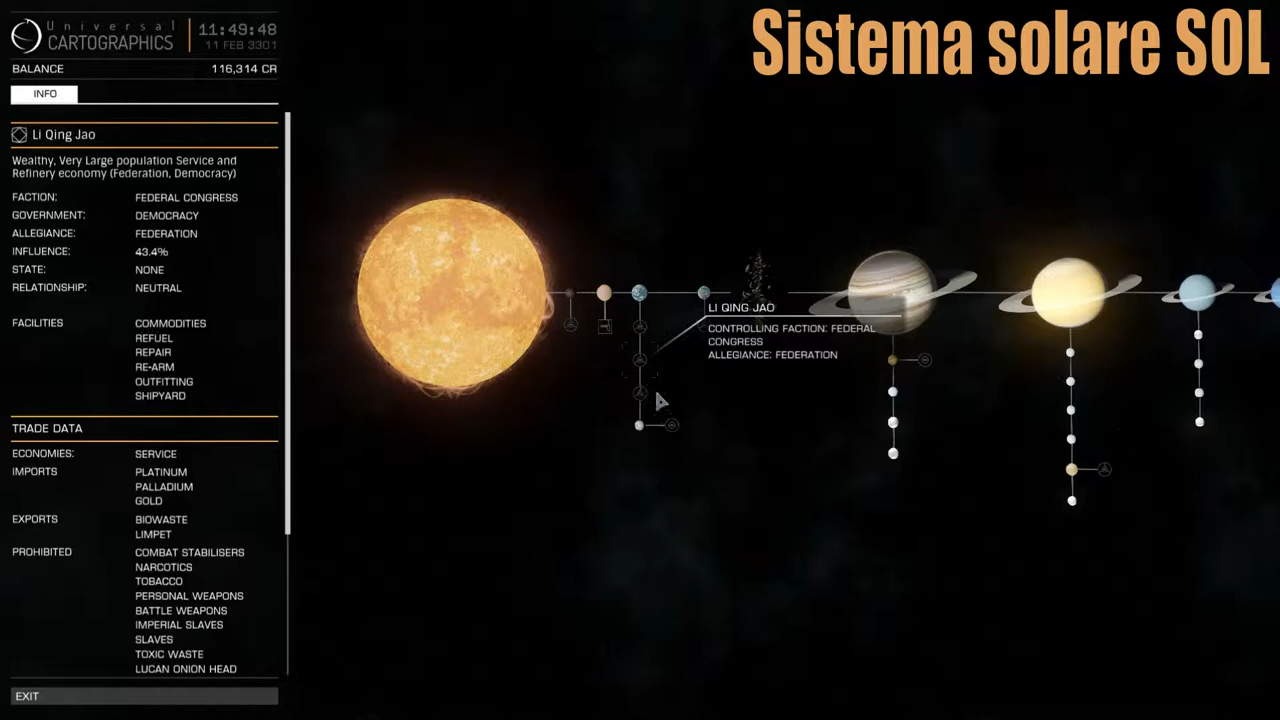 Sistema solare SOL
Universal
CARTOGRAPHICS
11:49:48
11 FEB 3301
BALANCE 116,314 CR
INFO
Li Qing Jao
Wealthy, Very Large population Service and
Refinery economy (Federation, Democracy)
FACTION: FEDERAL CONGRESS
GOVERNMENT: DEMOCRACY
ALLEGIANCE: FEDERATION
INFLUENCE: 43.4%
STATE: NONE
RELATIONSHIP: NEUTRAL
FACILITIES COMMODITIES
REFUEL
REPAIR
RE-ARM
OUTFITTING
SHIPYARD
TRADE DATA
ECONOMIES: SERVICE
IMPORTS PLATINUM
PALLADIUM
GOLD
EXPORTS BIOWASTE
LIMPET
PROHIBITED COMBAT STABILISERS
NARCOTICS
TOBACCO
PERSONAL WEAPONS
BATTLE WEAPONS
IMPERIAL SLAVES
SLAVES
TOXIC WASTE
LUCAN ONION HEAD
EXIT
LI QING JAO
CONTROLLING FACTION: FEDERAL
CONGRESS
ALLEGIANCE: FEDERATION